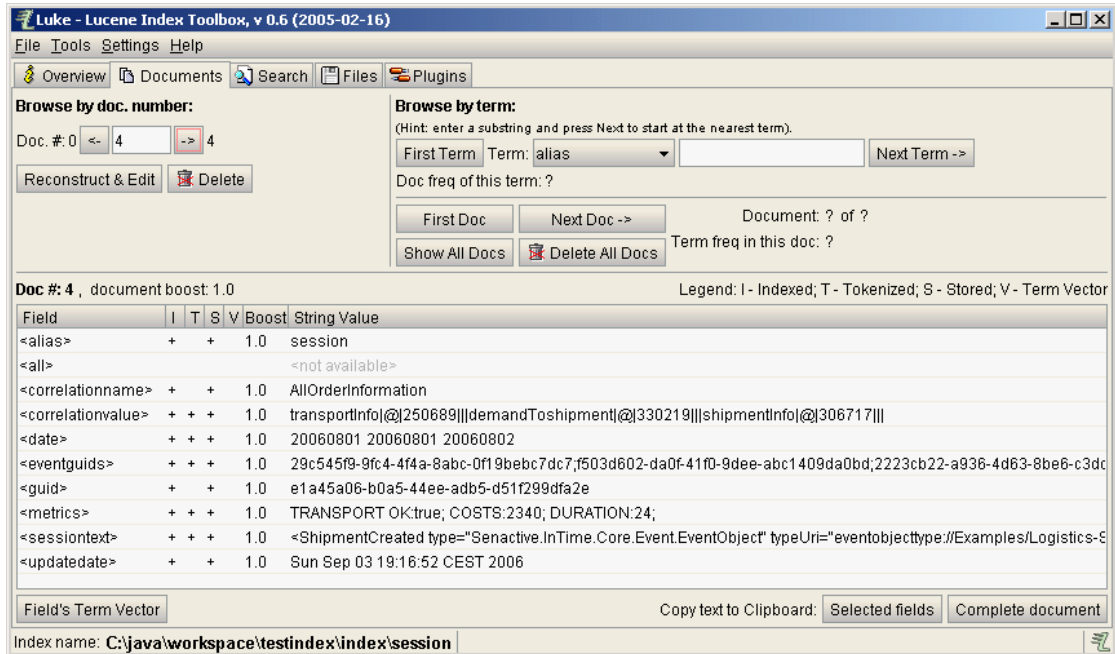 Luke - Lucene Index Toolbox, v 0.6 (2005-02-16)
File Tools Settings Help
Overview Documents Search Files Plugins
Browse by doc. number:
Doc. #: 0 <- 4 -> 4
Reconstruct & Edit Delete
Browse by term:
(Hint: enter a substring and press Next to start at the nearest term).
First Term Term: alias Next Term ->
Doc freq of this term: ?
First Doc Next Doc -> Document: ? of ?
Show All Docs Delete All Docs Term freq in this doc: ?
Doc #: 4 , document boost: 1.0 Legend: I - Indexed; T - Tokenized; S - Stored; V - Term Vector
Field I T S V Boost String Value
<alias> + + 1.0 session
<all> <not available>
<correlationname> + + 1.0 AllOrderInformation
<correlationvalue> + + + 1.0 transportInfo|@|250689|||demandToshipment|@|330219|||shipmentInfo|@|306717|||
<date> + + + 1.0 20060801 20060801 20060802
<eventguids> + + + 1.0 29c545f9-9fc4-4f4a-8abc-0f19bebc7dc7;f503d602-da0f-41f0-9dee-abc1409da0bd;2223cb22-a936-4d63-8be6-c3dc
<guid> + + 1.0 e1a45a06-b0a5-44ee-adb5-d51f299dfa2e
<metrics> + + + 1.0 TRANSPORT OK:true; COSTS:2340; DURATION:24;
<sessiontext> + + + 1.0 <ShipmentCreated type="Senactive.InTime.Core.Event.EventObject" typeUri="eventobjecttype://Examples/Logistics-S
<updatedate> + + 1.0 Sun Sep 03 19:16:52 CEST 2006
Field's Term Vector Copy text to Clipboard: Selected fields Complete document
Index name: C:\java\workspace\testindex\index\session